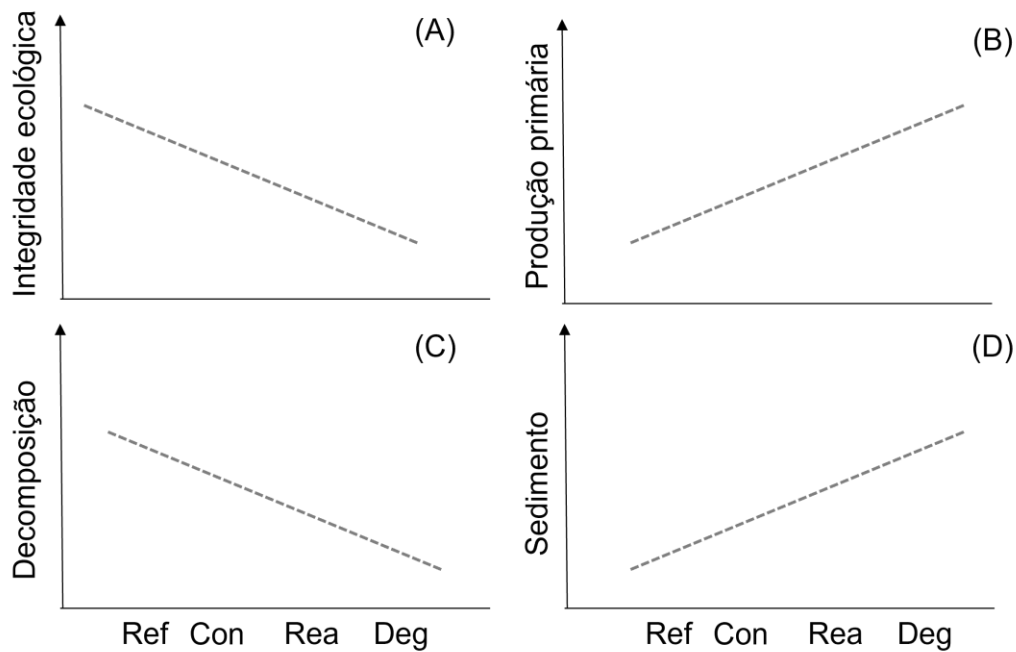 Integridade ecológica
(A)
Produção primária
(B)
Decomposição
(C)
Sedimento
(D)
Ref Con Rea Deg
Ref Con Rea Deg